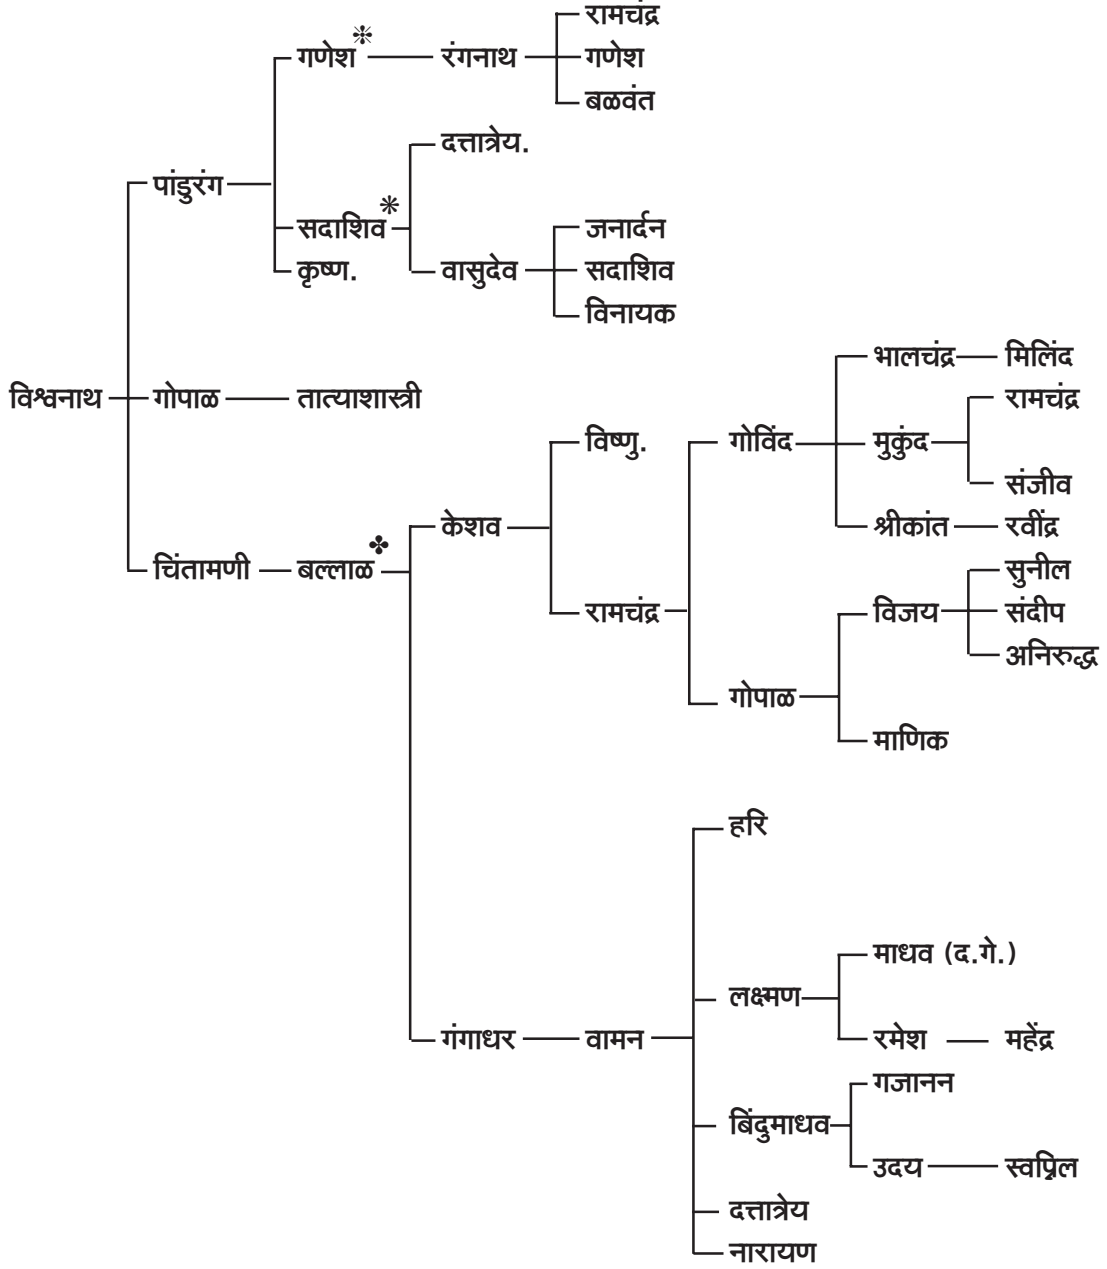 रामचंद्र
गणेश रंगनाथ गणेश
बळवंत
दत्तात्रेय.
पांडुरंग
सदाशिव जनार्दन
कृष्ण. वासुदेव सदाशिव
विनायक
भालचंद्र मिलिंद
विश्वनाथ गोपाळ तात्याशास्त्री रामचंद्र
विष्णु. गोविंद मुकुंद
संजीव
केशव श्रीकांत रवींद्र
चिंतामणी बल्लाळ सुनील
रामचंद्र विजय संदीप
अनिरुद्ध
गोपाळ
माणिक
हरि
माधव (द.गे.)
लक्ष्मण
गंगाधर वामन रमेश महेंद्र
गजानन
बिंदुमाधव
उदय स्वप्निल
दत्तात्रेय
नारायण